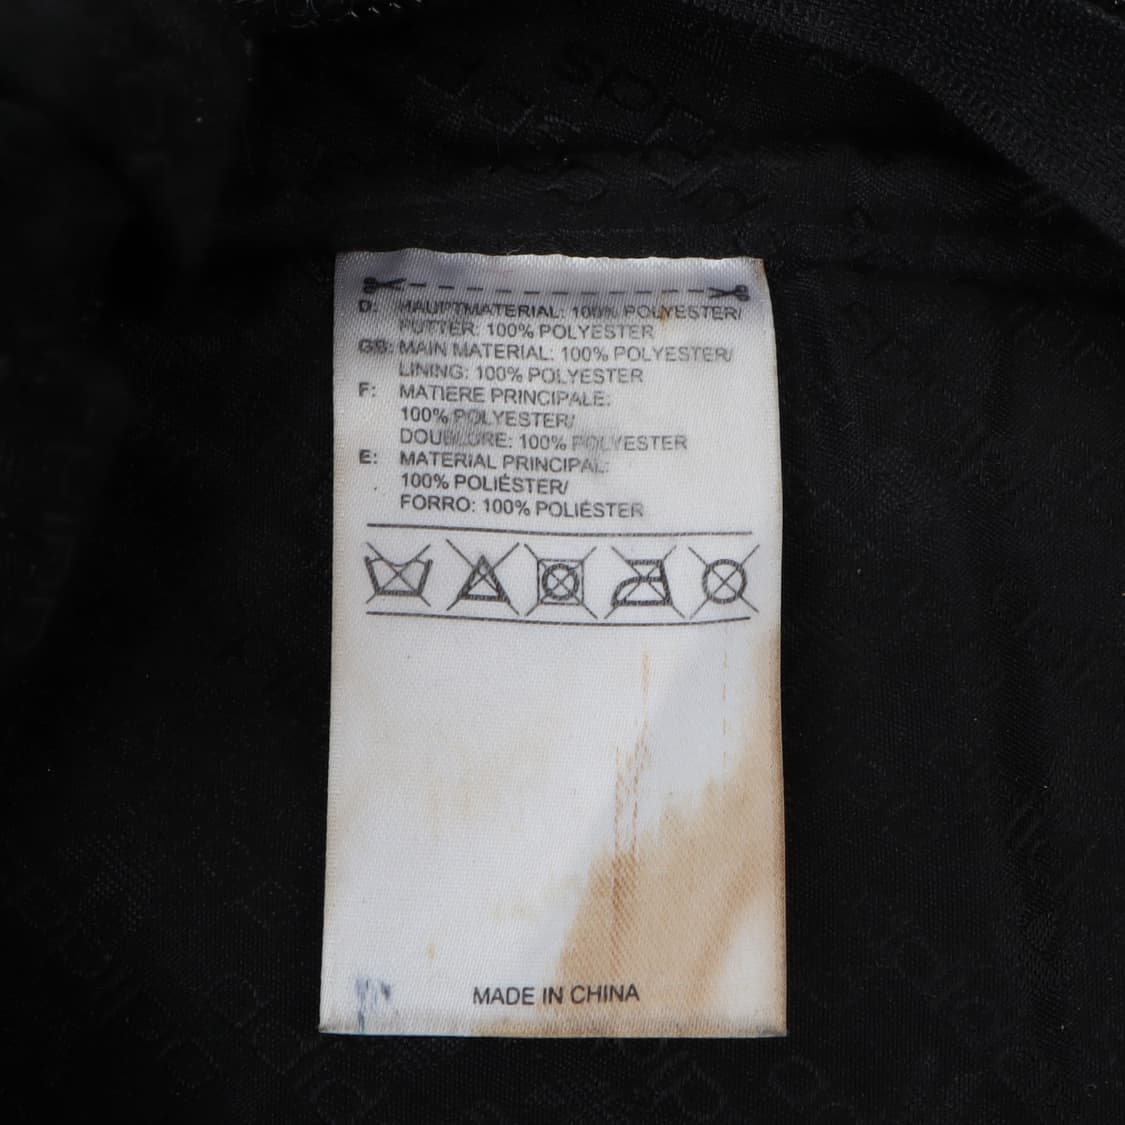 D: HAUPTMATERIAL: 100% POLYESTER/
FUTTER: 100% POLYESTER
GB: MAIN MATERIAL: 100% POLYESTER/
LINING: 100% POLYESTER
F: MATIERE PRINCIPALE:
100% POLYESTER/
DOUBLURE: 100% POLYESTER
E: MATERIAL PRINCIPAL:
100% POLIÉSTER/
FORRO: 100% POLIÉSTER
MADE IN CHINA